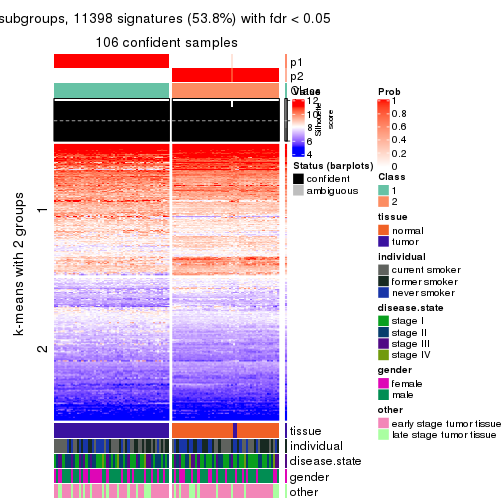 subgroups, 11398 signatures (53.8%) with fdr < 0.05
106 confident samples
p1
p2
Class
Silhouette
score
1
2
k-means with 2 groups
tissue
individual
disease.state
gender
other
Value
12
10
8
6
4
Status (barplots)
confident
ambiguous
Prob
1
0.8
0.6
0.4
0.2
0
Class
1
2
tissue
normal
tumor
individual
current smoker
former smoker
never smoker
disease.state
stage I
stage II
stage III
stage IV
gender
female
male
other
early stage tumor tissue
late stage tumor tissue